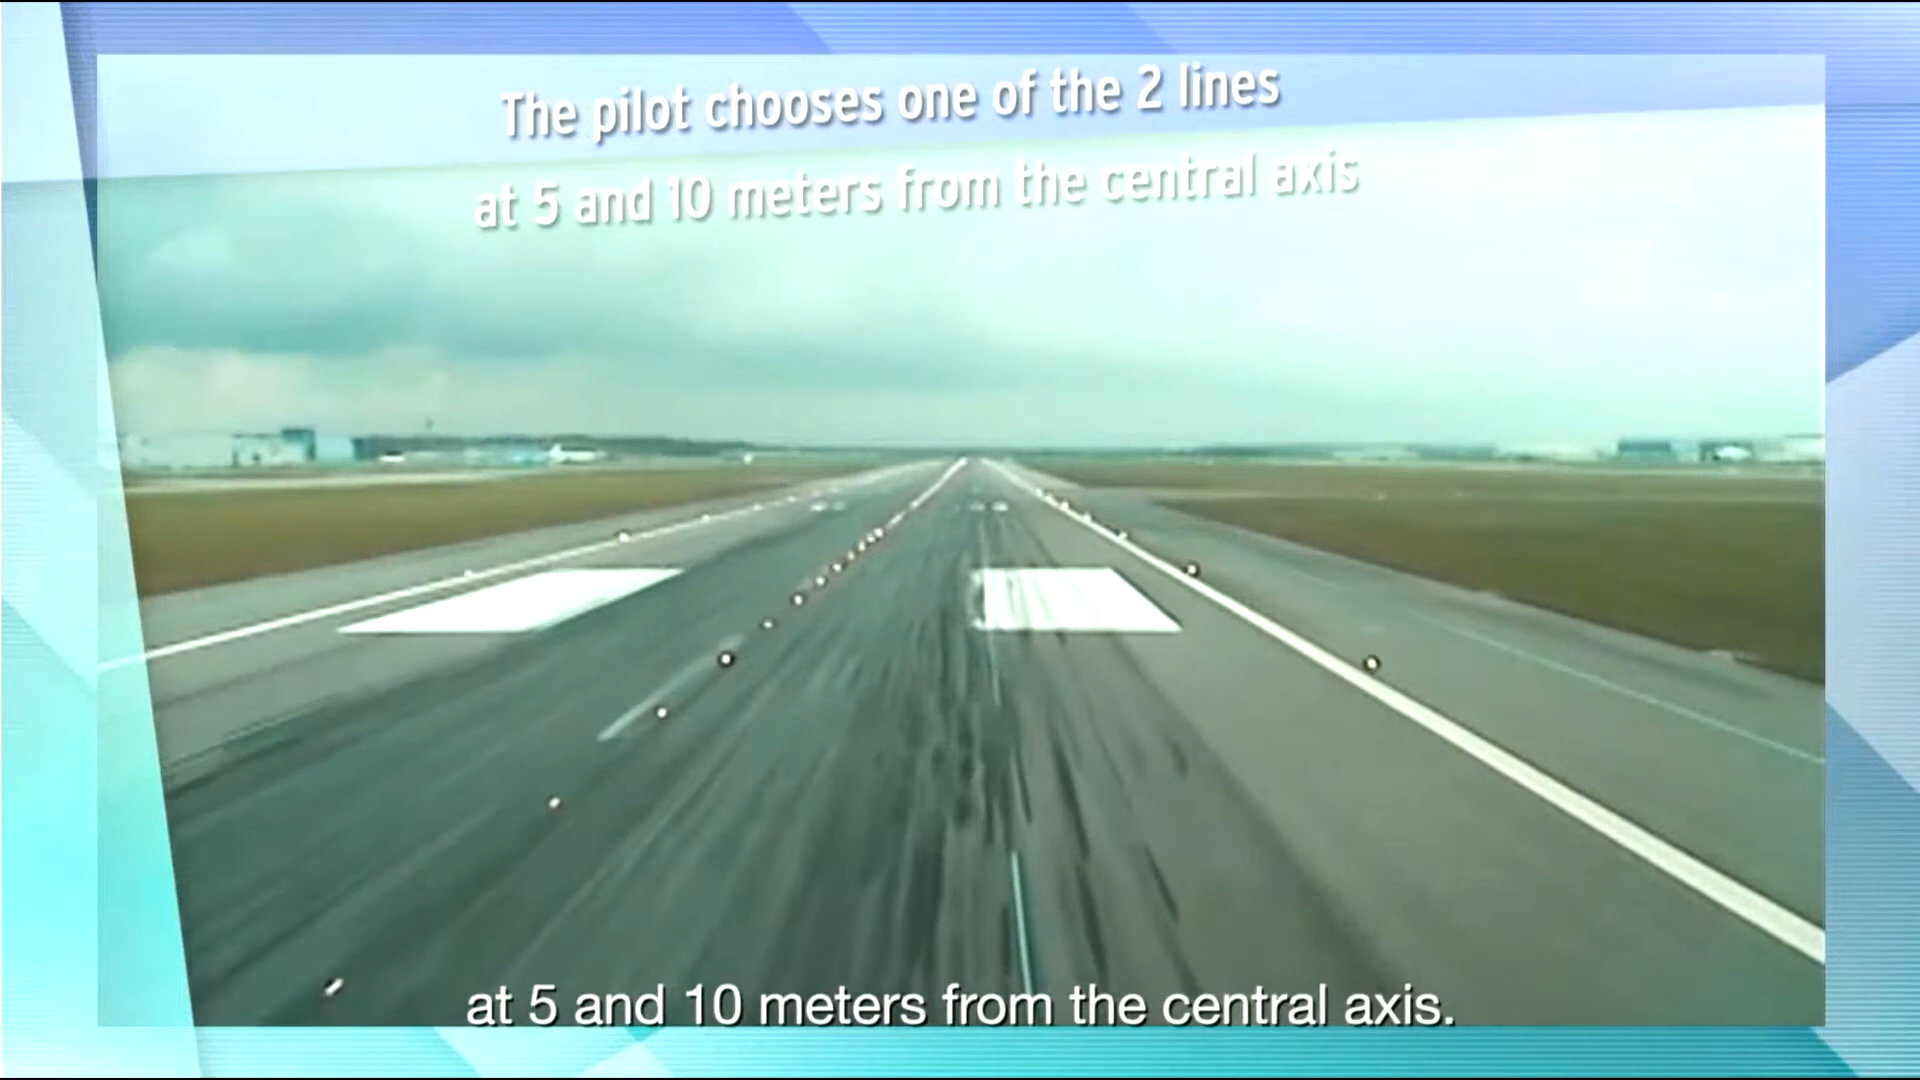 The pilot chooses one of the 2 lines
at 5 and 10 meters from the central axis
at 5 and 10 meters from the central axis.